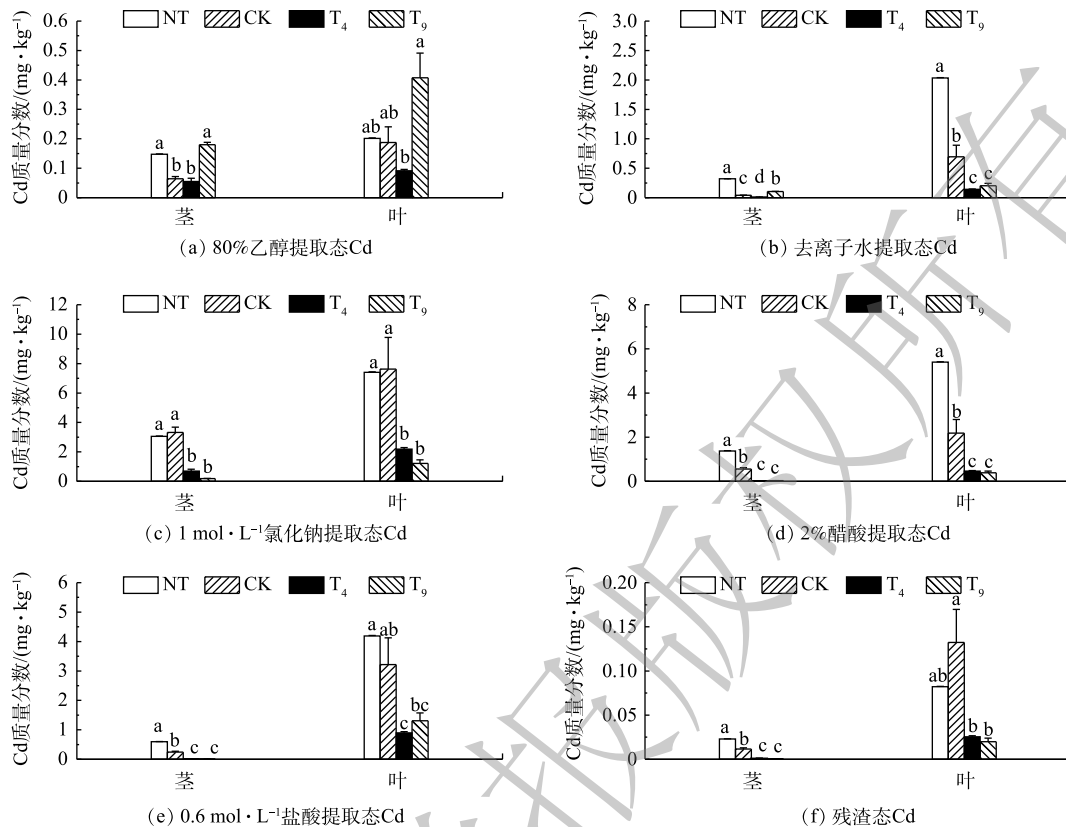 NT CK T₄ T₉
Cd质量分数/(mg·kg⁻¹)
0.6
0.5
0.4
0.3
0.2
0.1
0
a b b a
ab ab b a
茎 叶
(a) 80%乙醇提取态Cd
NT CK T₄ T₉
Cd质量分数/(mg·kg⁻¹)
3.0
2.5
2.0
1.5
1.0
0.5
0
a c d b
a b c c
茎 叶
(b) 去离子水提取态Cd
NT CK T₄ T₉
Cd质量分数/(mg·kg⁻¹)
12
10
8
6
4
2
0
a a b b
a a b b
茎 叶
(c) 1 mol·L⁻¹氯化钠提取态Cd
NT CK T₄ T₉
Cd质量分数/(mg·kg⁻¹)
8
6
4
2
0
a b c c
a b c c
茎 叶
(d) 2%醋酸提取态Cd
NT CK T₄ T₉
Cd质量分数/(mg·kg⁻¹)
6
5
4
3
2
1
0
a b c c
a ab c bc
茎 叶
(e) 0.6 mol·L⁻¹盐酸提取态Cd
NT CK T₄ T₉
Cd质量分数/(mg·kg⁻¹)
0.20
0.15
0.10
0.05
0
a b c c
ab a b b
茎 叶
(f) 残渣态Cd
报版权所有